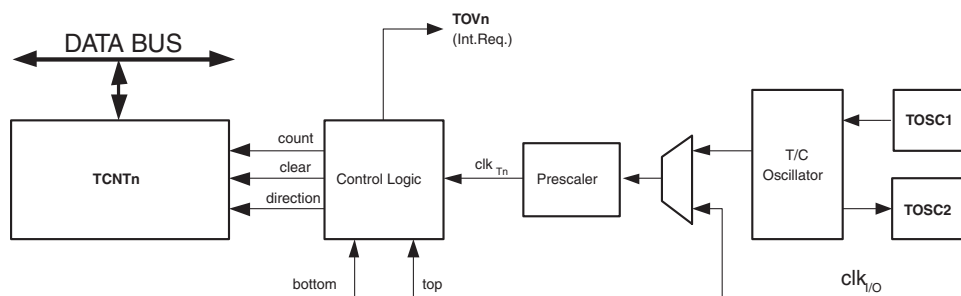 TOVn
(Int.Req.)
DATA BUS
TCNTn
count
clear
direction
Control Logic
clk Tn
Prescaler
T/C
Oscillator
TOSC1
TOSC2
bottom
top
clk I/O